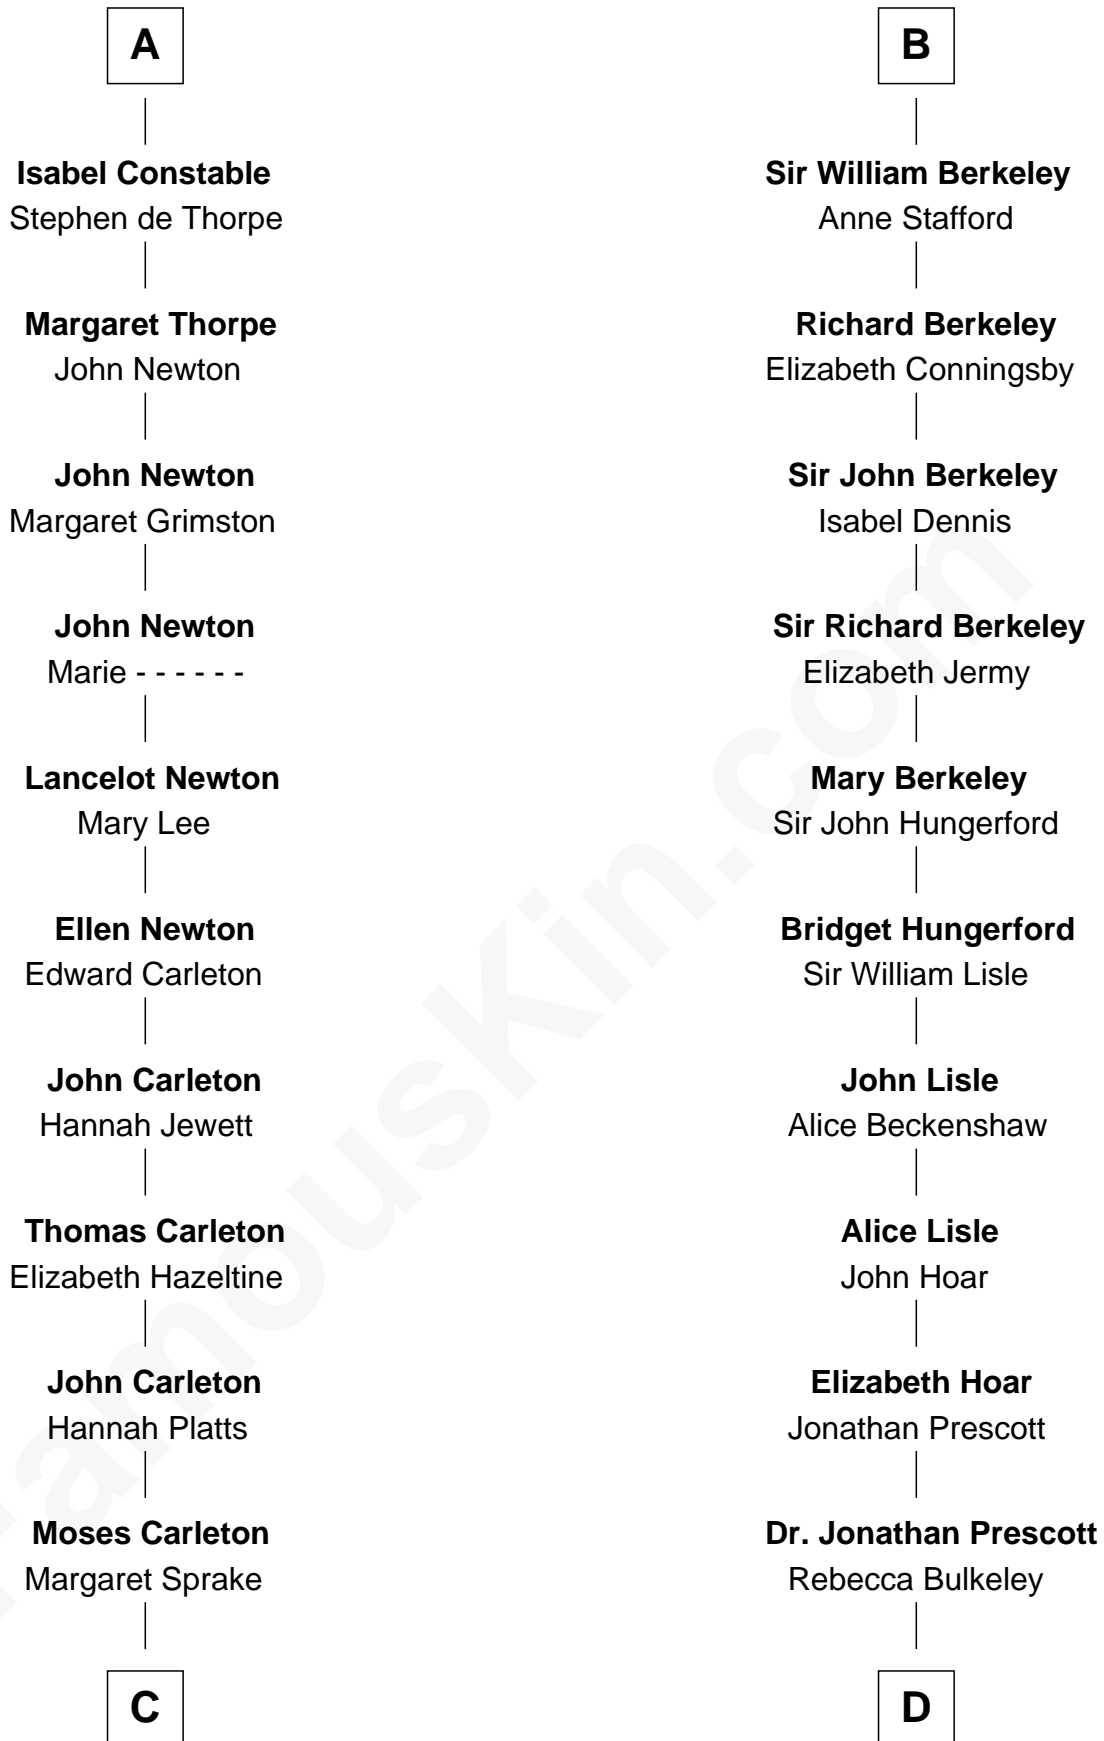 A
Isabel Constable
Stephen de Thorpe
Margaret Thorpe
John Newton
John Newton
Margaret Grimston
John Newton
Marie - - - - - -
Lancelot Newton
Mary Lee
Ellen Newton
Edward Carleton
John Carleton
Hannah Jewett
Thomas Carleton
Elizabeth Hazeltine
John Carleton
Hannah Platts
Moses Carleton
Margaret Sprake
C
B
Sir William Berkeley
Anne Stafford
Richard Berkeley
Elizabeth Conningsby
Sir John Berkeley
Isabel Dennis
Sir Richard Berkeley
Elizabeth Jermy
Mary Berkeley
Sir John Hungerford
Bridget Hungerford
Sir William Lisle
John Lisle
Alice Beckenshaw
Alice Lisle
John Hoar
Elizabeth Hoar
Jonathan Prescott
Dr. Jonathan Prescott
Rebecca Bulkeley
D
FamousKin.com